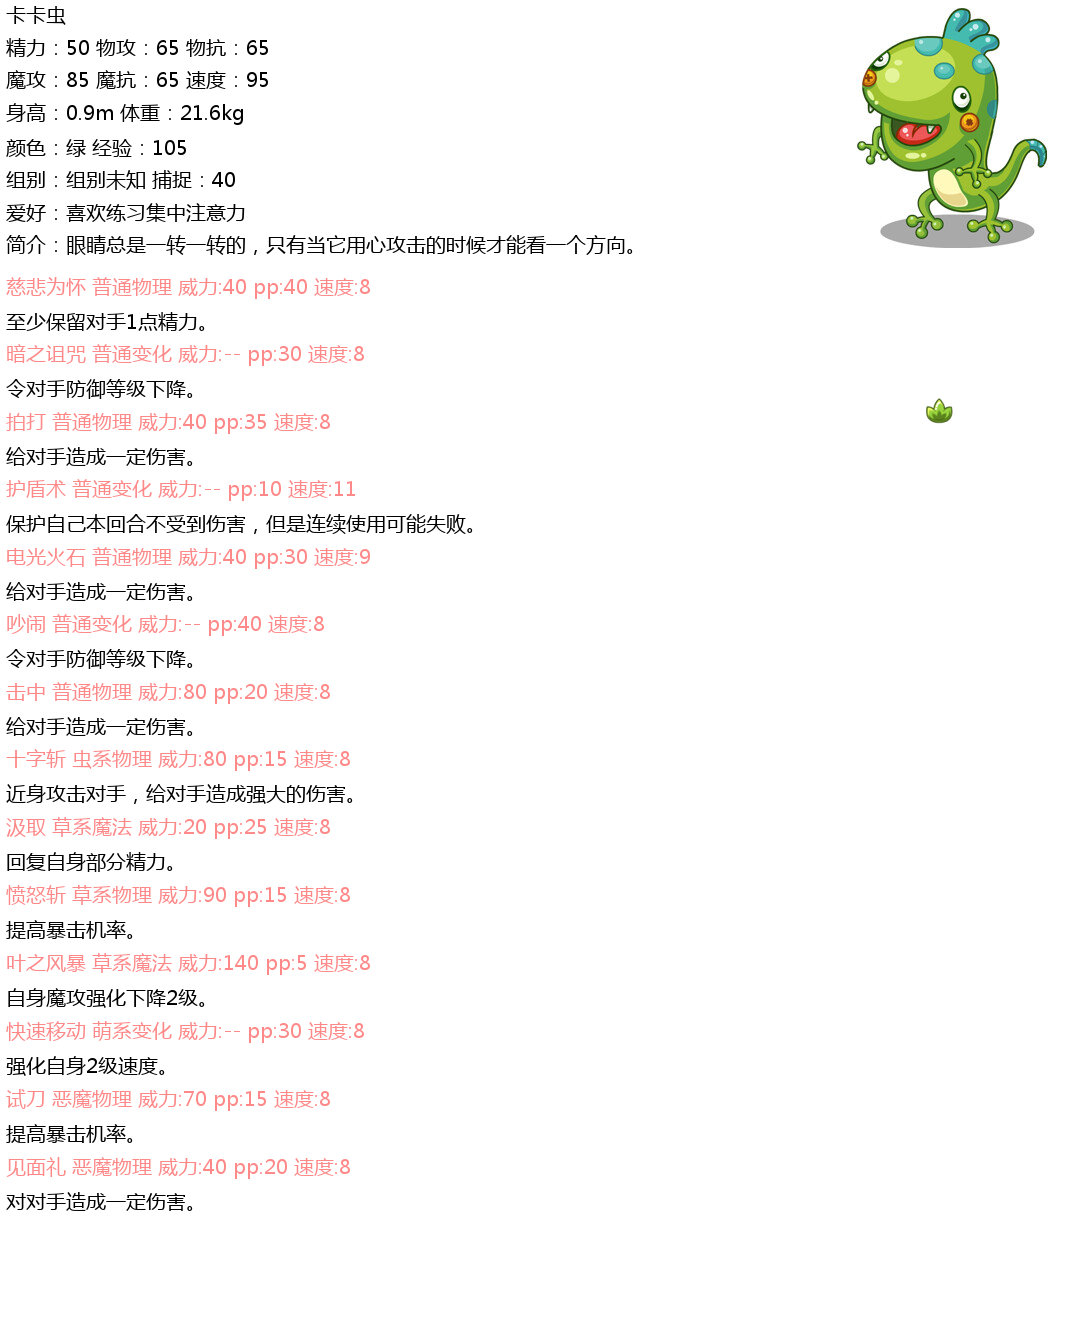 卡卡虫
精力：50 物攻：65 物抗：65
魔攻：85 魔抗：65 速度：95
身高：0.9m 体重：21.6kg
颜色：绿 经验：105
组别：组别未知 捕捉：40
爱好：喜欢练习集中注意力
简介：眼睛总是一转一转的，只有当它用心攻击的时候才能看一个方向。
慈悲为怀 普通物理 威力:40 pp:40 速度:8
至少保留对手1点精力。
暗之诅咒 普通变化 威力:-- pp:30 速度:8
令对手防御等级下降。
拍打 普通物理 威力:40 pp:35 速度:8
给对手造成一定伤害。
护盾术 普通变化 威力:-- pp:10 速度:11
保护自己本回合不受到伤害，但是连续使用可能失败。
电光火石 普通物理 威力:40 pp:30 速度:9
给对手造成一定伤害。
吵闹 普通变化 威力:-- pp:40 速度:8
令对手防御等级下降。
击中 普通物理 威力:80 pp:20 速度:8
给对手造成一定伤害。
十字斩 虫系物理 威力:80 pp:15 速度:8
近身攻击对手，给对手造成强大的伤害。
汲取 草系魔法 威力:20 pp:25 速度:8
回复自身部分精力。
愤怒斩 草系物理 威力:90 pp:15 速度:8
提高暴击机率。
叶之风暴 草系魔法 威力:140 pp:5 速度:8
自身魔攻强化下降2级。
快速移动 萌系变化 威力:-- pp:30 速度:8
强化自身2级速度。
试刀 恶魔物理 威力:70 pp:15 速度:8
提高暴击机率。
见面礼 恶魔物理 威力:40 pp:20 速度:8
对对手造成一定伤害。